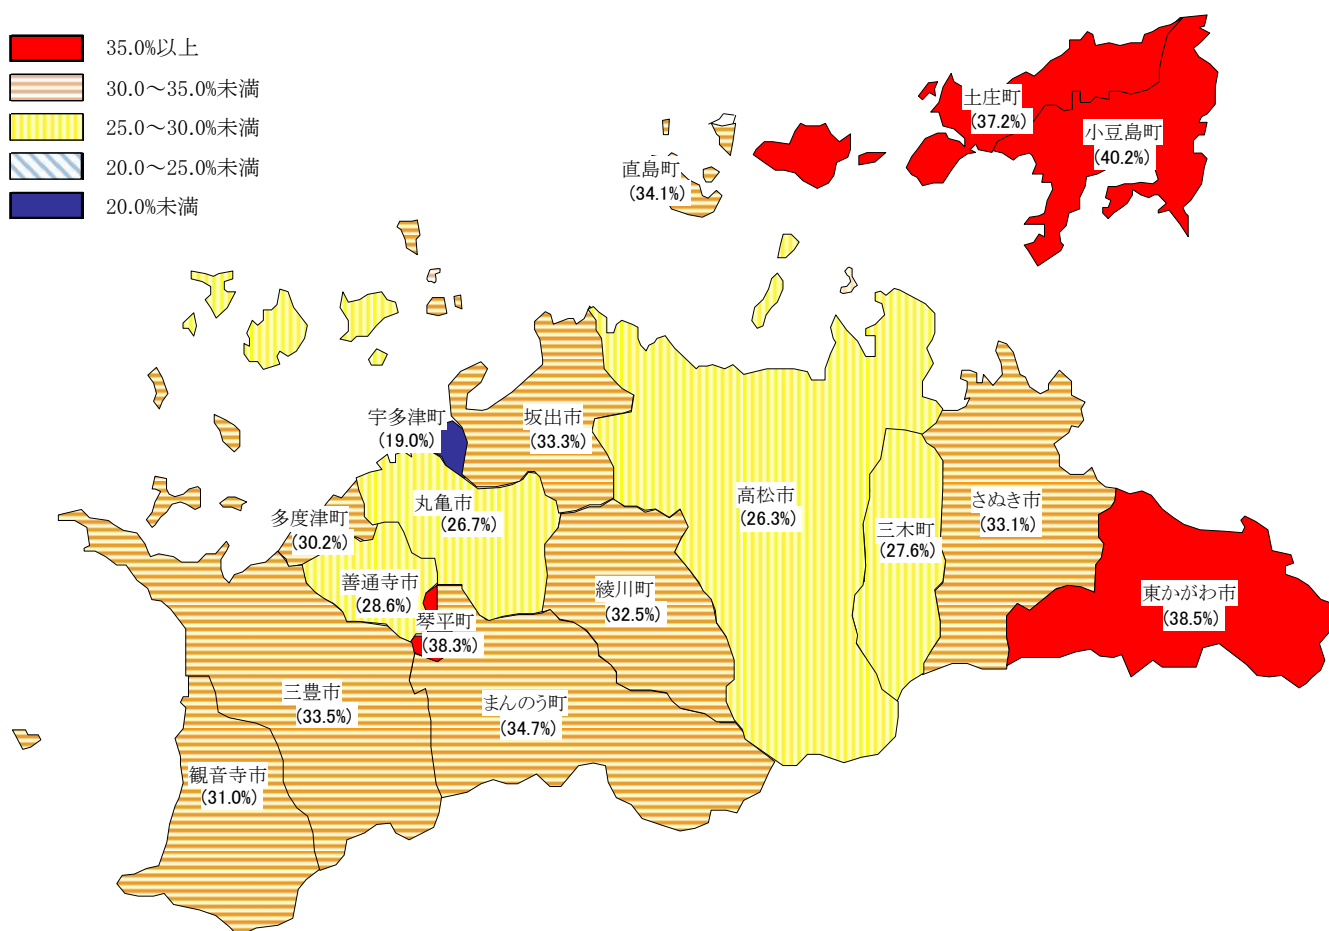 35.0%以上
30.0～35.0%未満
25.0～30.0%未満
20.0～25.0%未満
20.0%未満
土庄町
(37.2%)
小豆島町
(40.2%)
直島町
(34.1%)
宇多津町
(19.0%)
坂出市
(33.3%)
丸亀市
(26.7%)
高松市
(26.3%)
さぬき市
(33.1%)
多度津町
(30.2%)
三木町
(27.6%)
善通寺市
(28.6%)
綾川町
(32.5%)
東かがわ市
(38.5%)
琴平町
(38.3%)
三豊市
(33.5%)
まんのう町
(34.7%)
観音寺市
(31.0%)